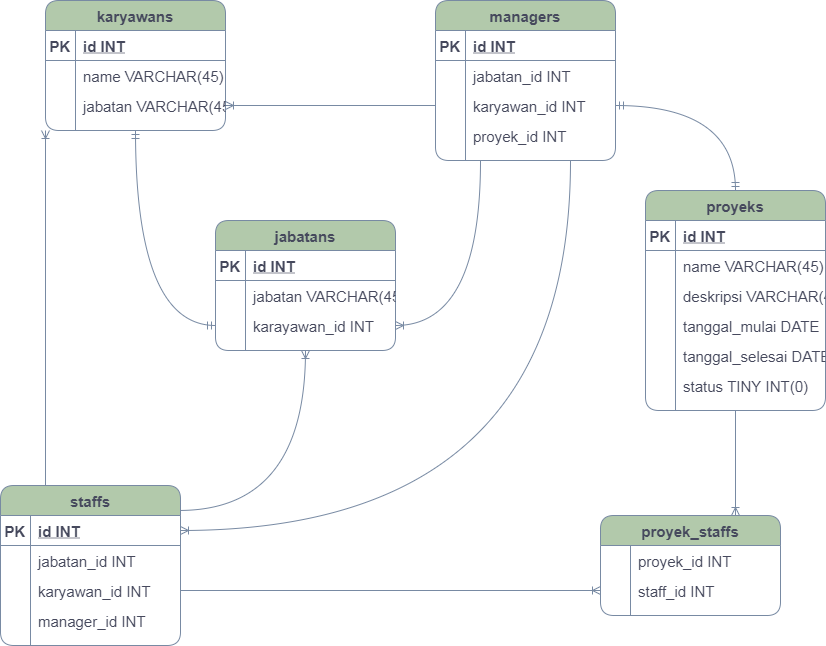 karyawans
PK id INT
name VARCHAR(45)
jabatan VARCHAR(45
managers
PK id INT
jabatan_id INT
karyawan_id INT
proyek_id INT
jabatans
PK id INT
jabatan VARCHAR(45
karayawan_id INT
proyeks
PK id INT
name VARCHAR(45)
deskripsi VARCHAR(
tanggal_mulai DATE
tanggal_selesai DATE
status TINY INT(0)
staffs
PK id INT
jabatan_id INT
karyawan_id INT
manager_id INT
proyek_staffs
proyek_id INT
staff_id INT